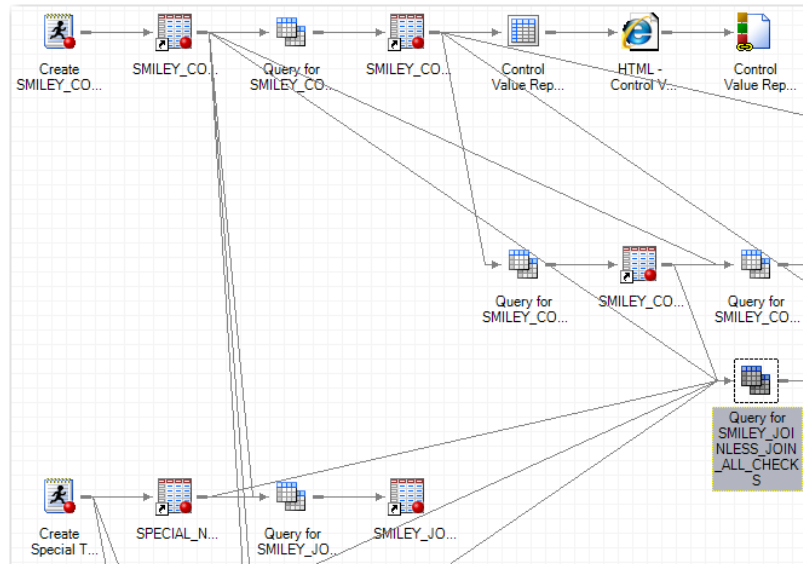 Create
SMILEY_CO...
SMILEY_CO...
Query for
SMILEY_CO...
SMILEY_CO...
Control
Value Rep...
HTML -
Control V...
Control
Value Rep...
Query for
SMILEY_CO...
SMILEY_CO...
Query for
SMILEY_CO...
Query for
SMILEY_JOI
NLESS_JOIN
_ALL_CHECK
S
Create
Special T...
SPECIAL_N...
Query for
SMILEY_JO...
SMILEY_JO...